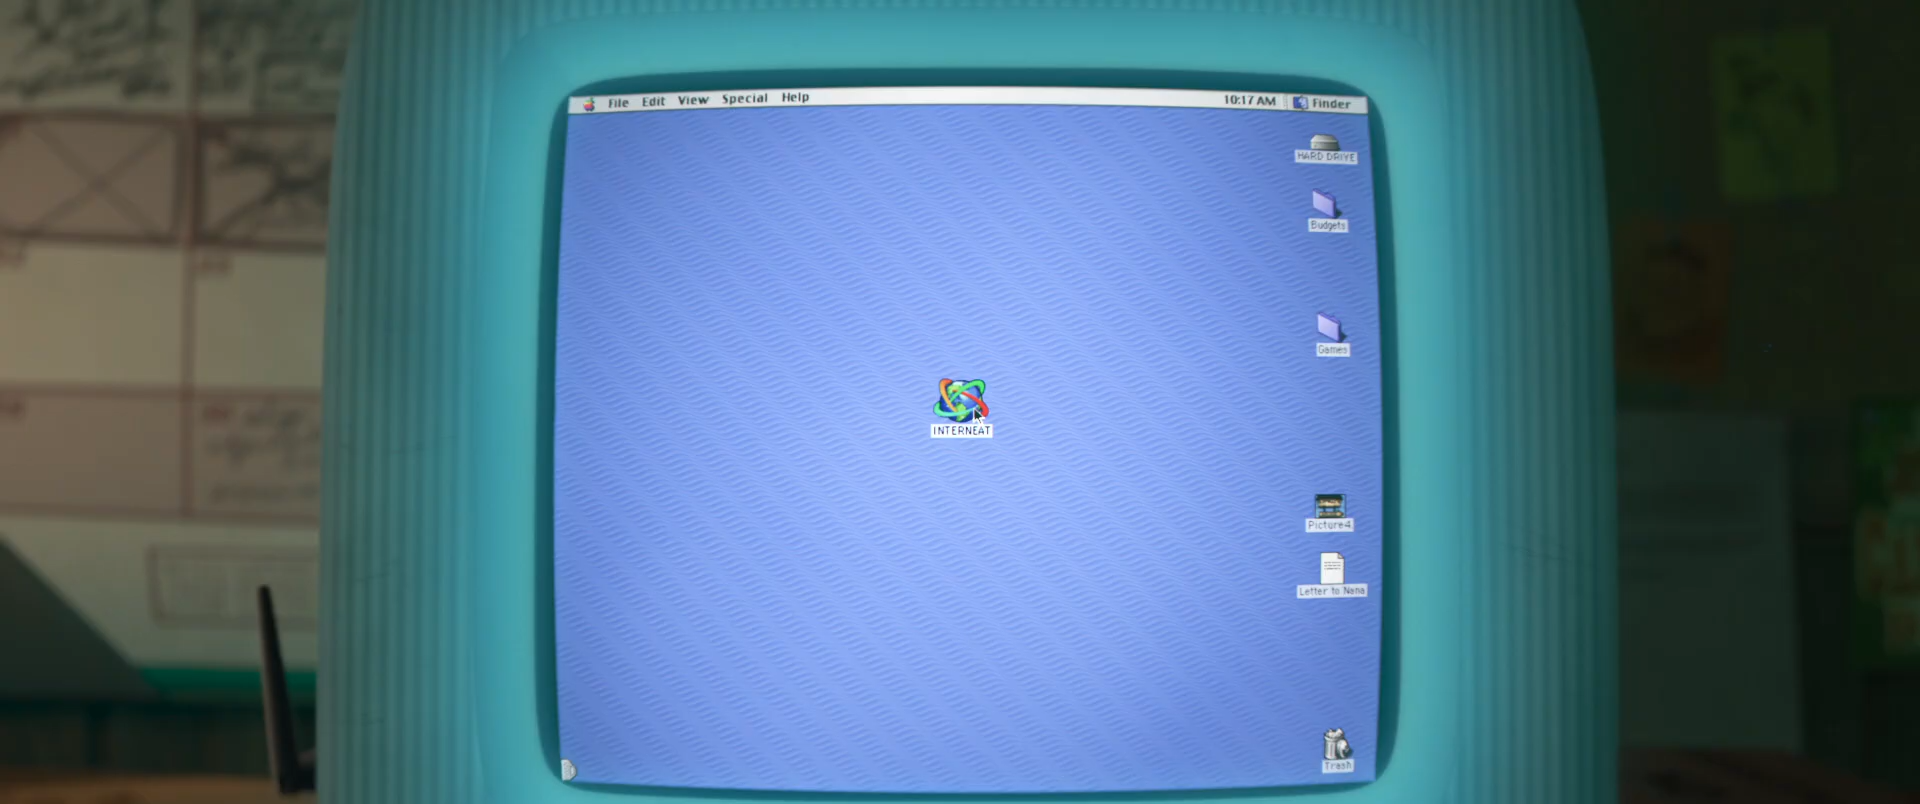 File Edit View Special Help 10:17 AM Finder
HARD DRIVE
Budgets
Games
INTERNEAT
Picture4
Letter to Nana
Trash